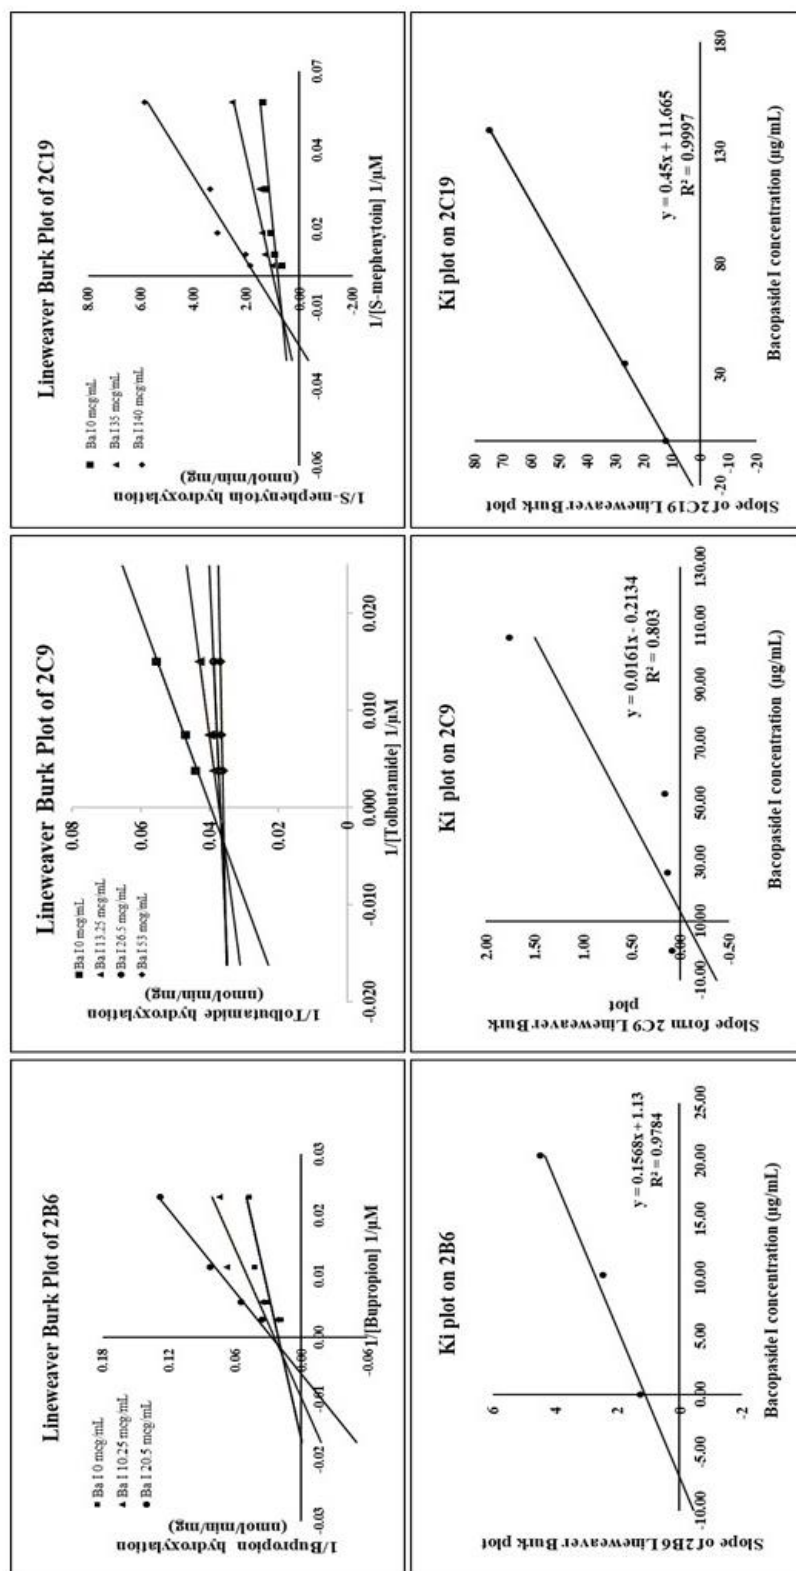 Lineweaver Burk Plot of 2B6
1/Bupropion hydroxylation
(nmol/min/mg)
Ba I 0 mcg/mL
Ba I 10.25 mcg/mL
Ba I 20.5 mcg/mL
0.18
0.12
0.06
0.00
-0.06
-0.03 -0.02 -0.01 0.00 0.01 0.02 0.03
1/[Bupropion] 1/µM
Lineweaver Burk Plot of 2C9
1/Tolbutamide hydroxylation
(nmol/min/mg)
Ba I 0 mcg/mL
Ba I 13.25 mcg/mL
Ba I 26.5 mcg/mL
Ba I 53 mcg/mL
0.08
0.06
0.04
0.02
0
-0.020 -0.010 0.000 0.010 0.020
1/[Tolbutamide] 1/µM
Lineweaver Burk Plot of 2C19
1/S-mephenytoin hydroxylation
(nmol/min/mg)
Ba I 0 mcg/mL
Ba I 35 mcg/mL
Ba I 140 mcg/mL
8.00
6.00
4.00
2.00
0.00
-2.00
-0.06 -0.04 -0.01 0.02 0.04 0.07
1/[S-mephenytoin] 1/µM
Ki plot on 2B6
Slope of 2B6 Lineweaver Burk plot
6
4
2
0
-2
-10.00 -5.00 0.00 5.00 10.00 15.00 20.00 25.00
y = 0.1568x + 1.13
R² = 0.9784
Bacopaside I concentration (µg/mL)
Ki plot on 2C9
Slope form 2C9 Lineweaver Burk
plot
2.00
1.50
1.00
0.50
0.00
-0.50
-10.00 10.00 30.00 50.00 70.00 90.00 110.00 130.00
y = 0.0161x - 0.2134
R² = 0.803
Bacopaside I concentration (µg/mL)
Ki plot on 2C19
Slope of 2C19 Lineweaver Burk plot
80
70
60
50
40
30
20
10
0
-10
-20
-20 30 80 130 180
y = 0.45x + 11.665
R² = 0.9997
Bacopaside I concentration (µg/mL)